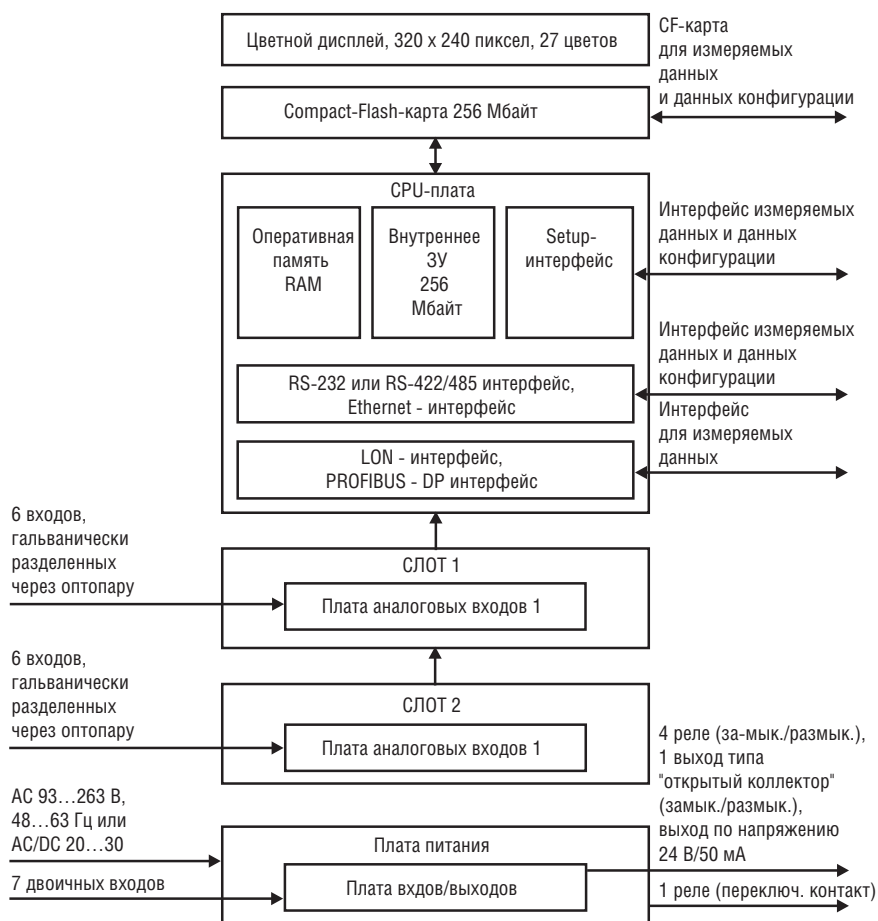 Цветной дисплей, 320 x 240 пиксел, 27 цветов
CF-карта
для измеряемых
данных
и данных конфигурации
Compact-Flash-карта 256 Мбайт
CPU-плата
Оперативная
память
RAM
Внутреннее
ЗУ
256
Мбайт
Setup-
интерфейс
Интерфейс измеряемых
данных и данных
конфигурации
RS-232 или RS-422/485 интерфейс,
Ethernet - интерфейс
Интерфейс измеряемых
данных и данных
конфигурации
LON - интерфейс,
PROFIBUS - DP интерфейс
Интерфейс
для измеряемых
данных
6 входов,
гальванически
разделенных
через оптопару
СЛОТ 1
Плата аналоговых входов 1
6 входов,
гальванически
разделенных
через оптопару
СЛОТ 2
Плата аналоговых входов 1
4 реле (за-мык./размык.),
1 выход типа
"открытый коллектор"
(замык./размык.),
выход по напряжению
24 В/50 мА
AC 93...263 В,
48...63 Гц или
AC/DC 20...30
Плата питания
7 двоичных входов
Плата вхдов/выходов
1 реле (переключ. контакт)